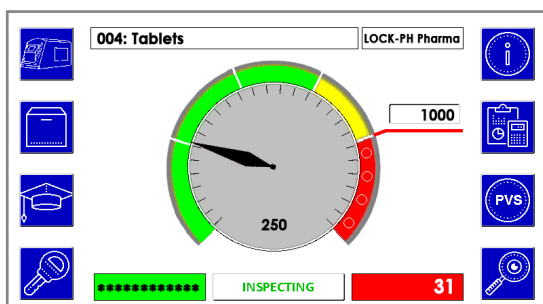 004: Tablets
LOCK-PH Pharma
1000
250
PVS
************
INSPECTING
31